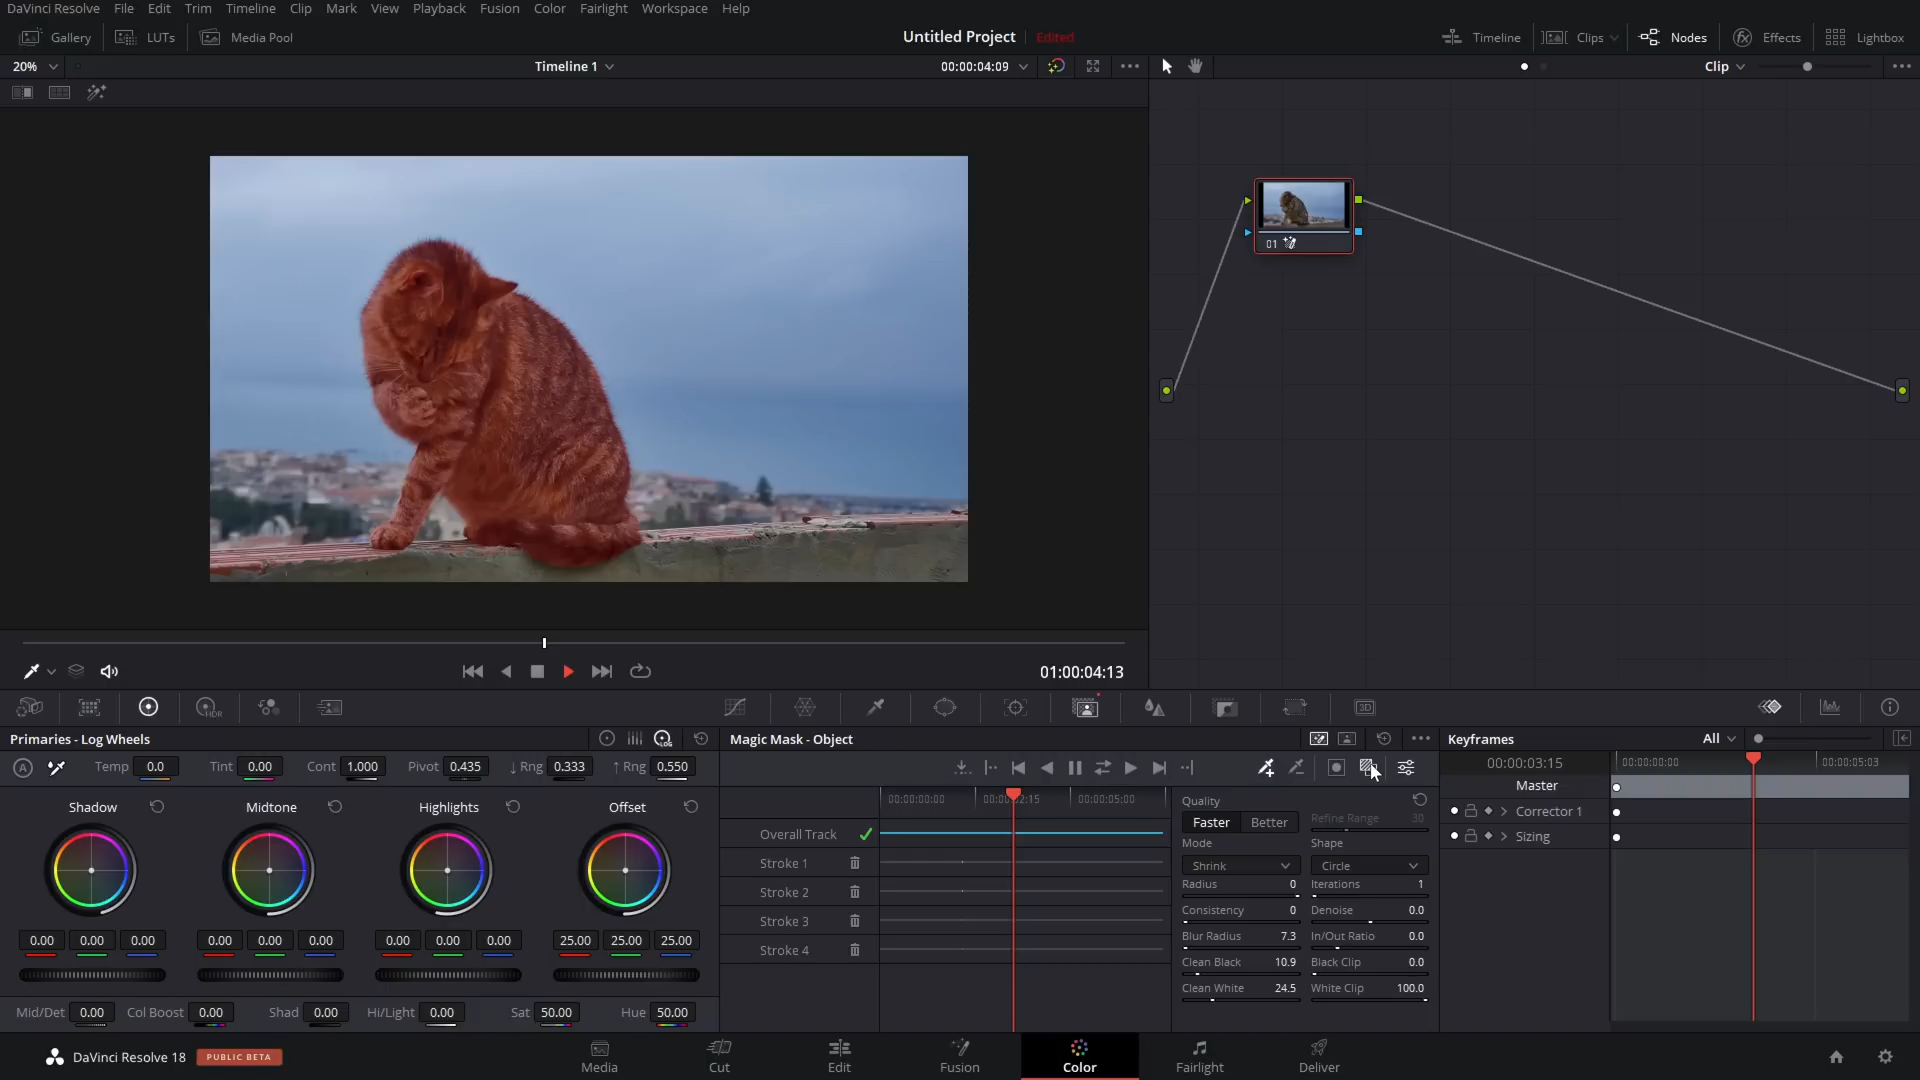 DaVinci Resolve File Edit Trim Timeline Clip Mark View Playback Fusion Color Fairlight Workspace Help
Gallery LUTs Media Pool Untitled Project Edited Timeline Clips Nodes Effects Lightbox
20% Timeline 1 00:00:04:09 Clip
01
01:00:04:13
Primaries - Log Wheels Magic Mask - Object Keyframes All
Temp 0.0 Tint 0.00 Cont 1.000 Pivot 0.435 ↓ Rng 0.333 ↑ Rng 0.550
00:00:03:15 00:00:00:00 00:00:05:03
Master
Corrector 1
Sizing
Shadow Midtone Highlights Offset
0.00 0.00 0.00 0.00 0.00 0.00 0.00 0.00 0.00 25.00 25.00 25.00
Mid/Det 0.00 Col Boost 0.00 Shad 0.00 Hi/Light 0.00 Sat 50.00 Hue 50.00
00:00:00:00 00:00:05:00
Overall Track
Stroke 1
Stroke 2
Stroke 3
Stroke 4
Quality
Faster Better Refine Range 30
Mode Shape
Shrink Circle
Radius 0 Iterations 1
Consistency 0 Denoise 0.0
Blur Radius 7.3 In/Out Ratio 0.0
Clean Black 10.9 Black Clip 0.0
Clean White 24.5 White Clip 100.0
HDR
3D
DaVinci Resolve 18 PUBLIC BETA
Media Cut Edit Fusion Color Fairlight Deliver